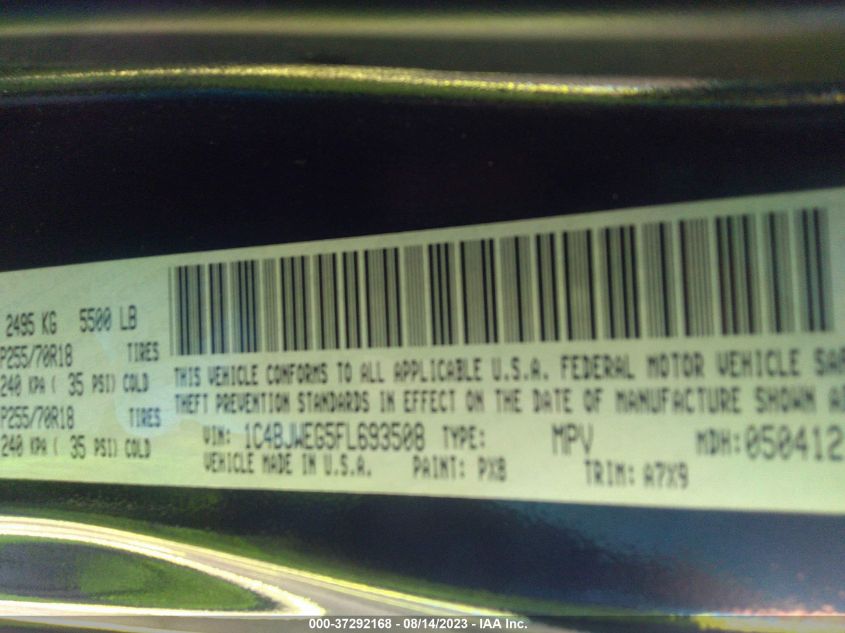 2495 KG 5500 LB
P255/70R18 TIRES
240 KPA ( 35 PSI) COLD
P255/70R18 TIRES
240 KPA ( 35 PSI) COLD
THIS VEHICLE CONFORMS TO ALL APPLICABLE U.S.A. FEDERAL MOTOR VEHICLE
THEFT PREVENTION STANDARDS IN EFFECT ON THE DATE OF MANUFACTURE SHOWN
VIN: 1C4BJWEG5FL693508 TYPE: MPV MDH: 050412
VEHICLE MADE IN U.S.A. PAINT: PX8 TRIM: A7X9
000-37292168 - 08/14/2023 - IAA Inc.